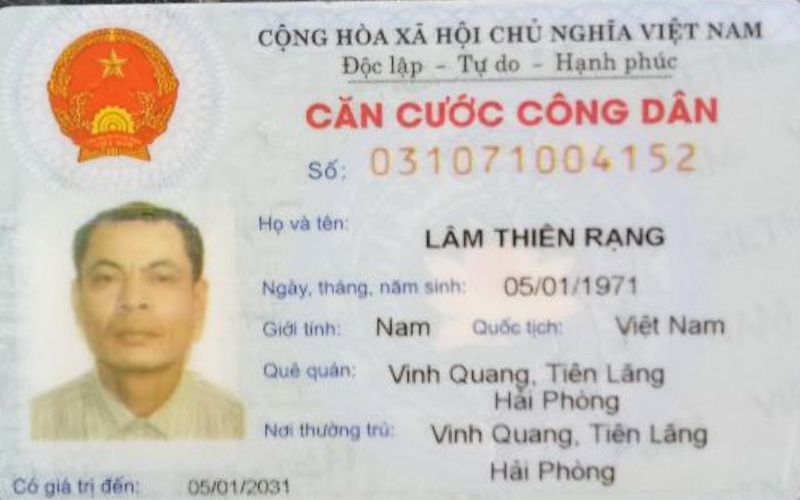 CỘNG HÒA XÃ HỘI CHỦ NGHĨA VIỆT NAM
Độc lập - Tự do - Hạnh phúc
CĂN CƯỚC CÔNG DÂN
Số: 031071004152
Họ và tên:
LÂM THIÊN RẠNG
Ngày, tháng, năm sinh: 05/01/1971
Giới tính: Nam Quốc tịch: Việt Nam
Quê quán: Vinh Quang, Tiên Lãng
Hải Phòng
Nơi thường trú: Vinh Quang, Tiên Lãng
Hải Phòng
Có giá trị đến: 05/01/2031